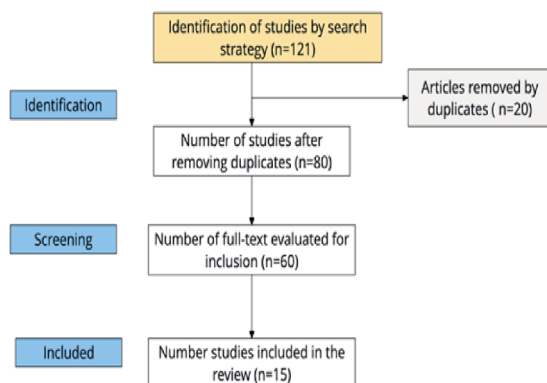 Identification of studies by search
strategy (n=121)
Articles removed by
duplicates ( n=20)
Identification
Number of studies after
removing duplicates (n=80)
Screening
Number of full-text evaluated for
inclusion (n=60)
Included
Number studies included in the
review (n=15)